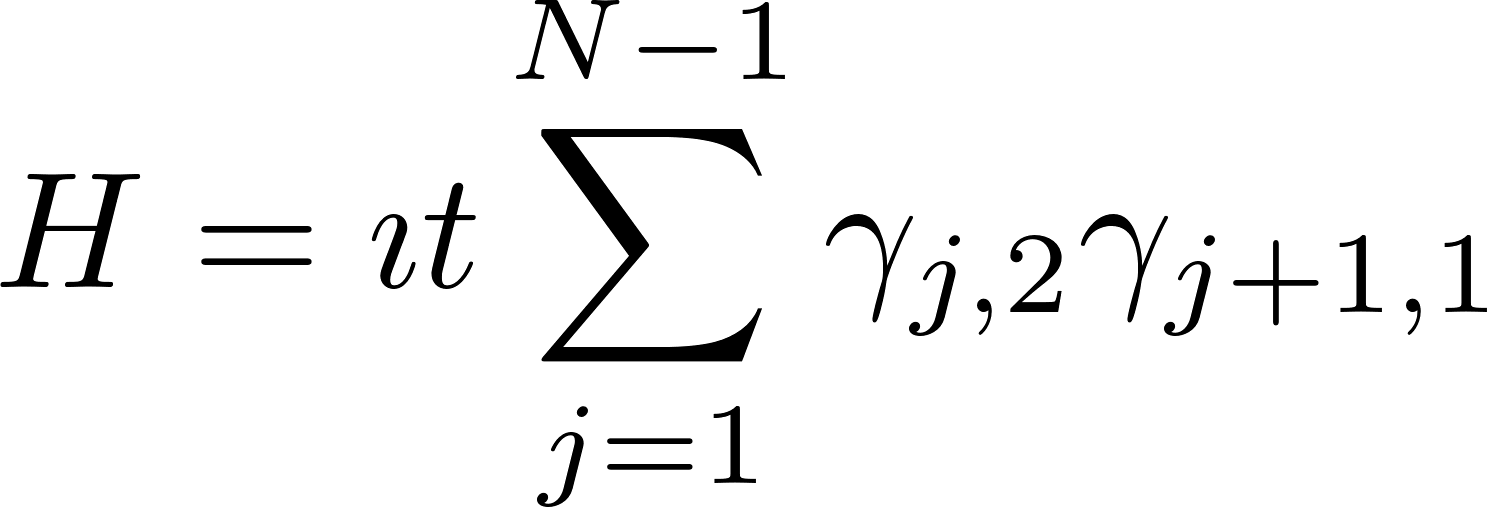 H = ıt ∑_{j=1}^{N−1} γ_{j,2}γ_{j+1,1}